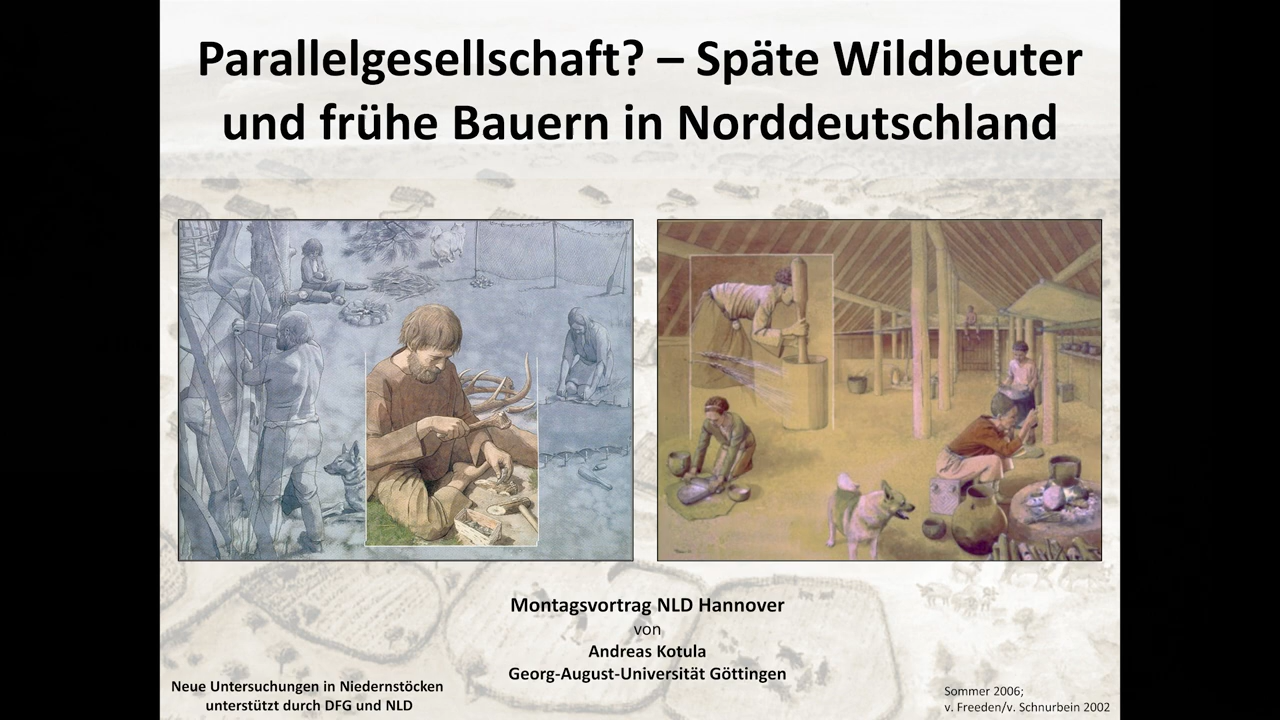 Parallelgesellschaft? – Späte Wildbeuter
und frühe Bauern in Norddeutschland
Montagsvortrag NLD Hannover
von
Andreas Kotula
Georg-August-Universität Göttingen
Neue Untersuchungen in Niedernstöcken
unterstützt durch DFG und NLD
Sommer 2006;
v. Freeden/v. Schnurbein 2002